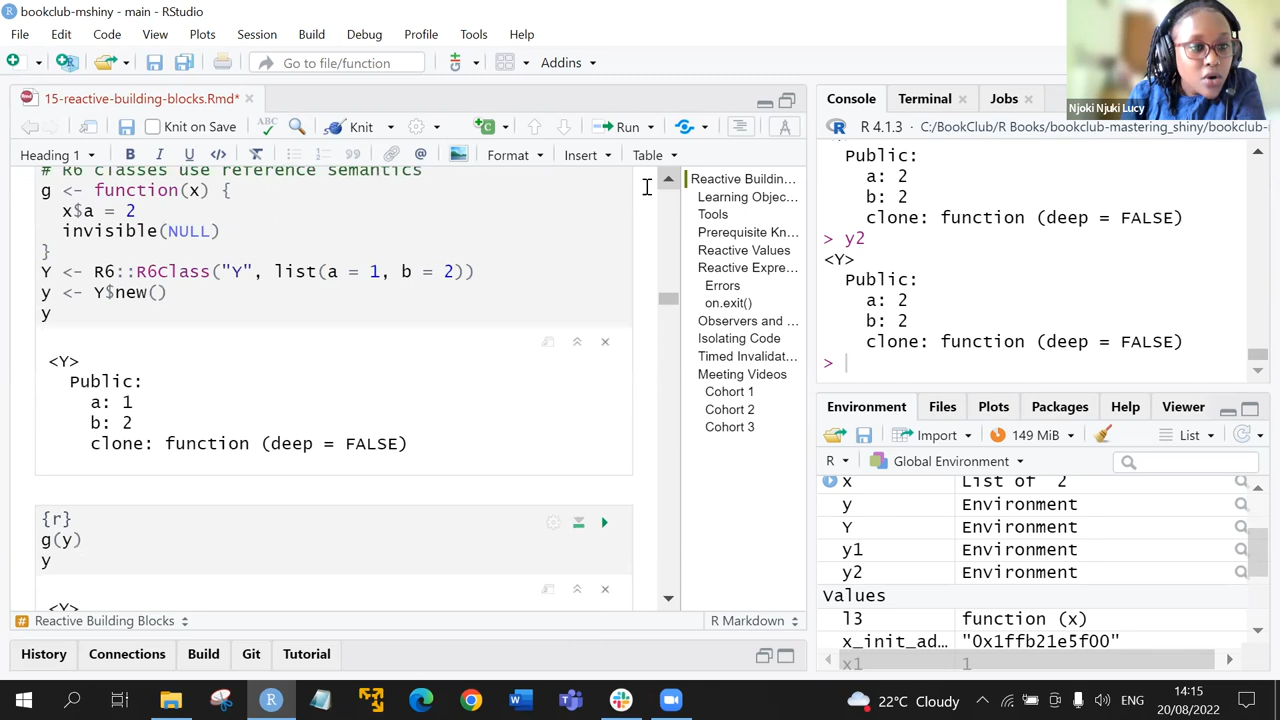 bookclub-mshiny - main - RStudio
File Edit Code View Plots Session Build Debug Profile Tools Help
Go to file/function
Addins
Njoki Njuki Lucy
15-reactive-building-blocks.Rmd*
Knit on Save
ABC
Knit
Run
Heading 1
B I U </>
Format
Insert
Table
# R6 classes use reference semantics
g <- function(x) {
x$a = 2
invisible(NULL)
}
Y <- R6::R6Class("Y", list(a = 1, b = 2))
y <- Y$new()
y
<Y>
Public:
a: 1
b: 2
clone: function (deep = FALSE)
{r}
g(y)
y
<Y>
Reactive Building Blocks
R Markdown
Reactive Buildin...
Learning Objec...
Tools
Prerequisite Kn...
Reactive Values
Reactive Expre...
Errors
on.exit()
Observers and ...
Isolating Code
Timed Invalidat...
Meeting Videos
Cohort 1
Cohort 2
Cohort 3
Console Terminal Jobs
R 4.1.3 · C:/BookClub/R Books/bookclub-mastering_shiny/bookclub-
Public:
a: 2
b: 2
clone: function (deep = FALSE)
> y2
<Y>
Public:
a: 2
b: 2
clone: function (deep = FALSE)
>
Environment Files Plots Packages Help Viewer
Import
149 MiB
List
R
Global Environment
x List of 2
y Environment
Y Environment
y1 Environment
y2 Environment
Values
l3 function (x)
x_init_ad… "0x1ffb21e5f00"
x1 1
History Connections Build Git Tutorial
22°C Cloudy
ENG
14:15
20/08/2022